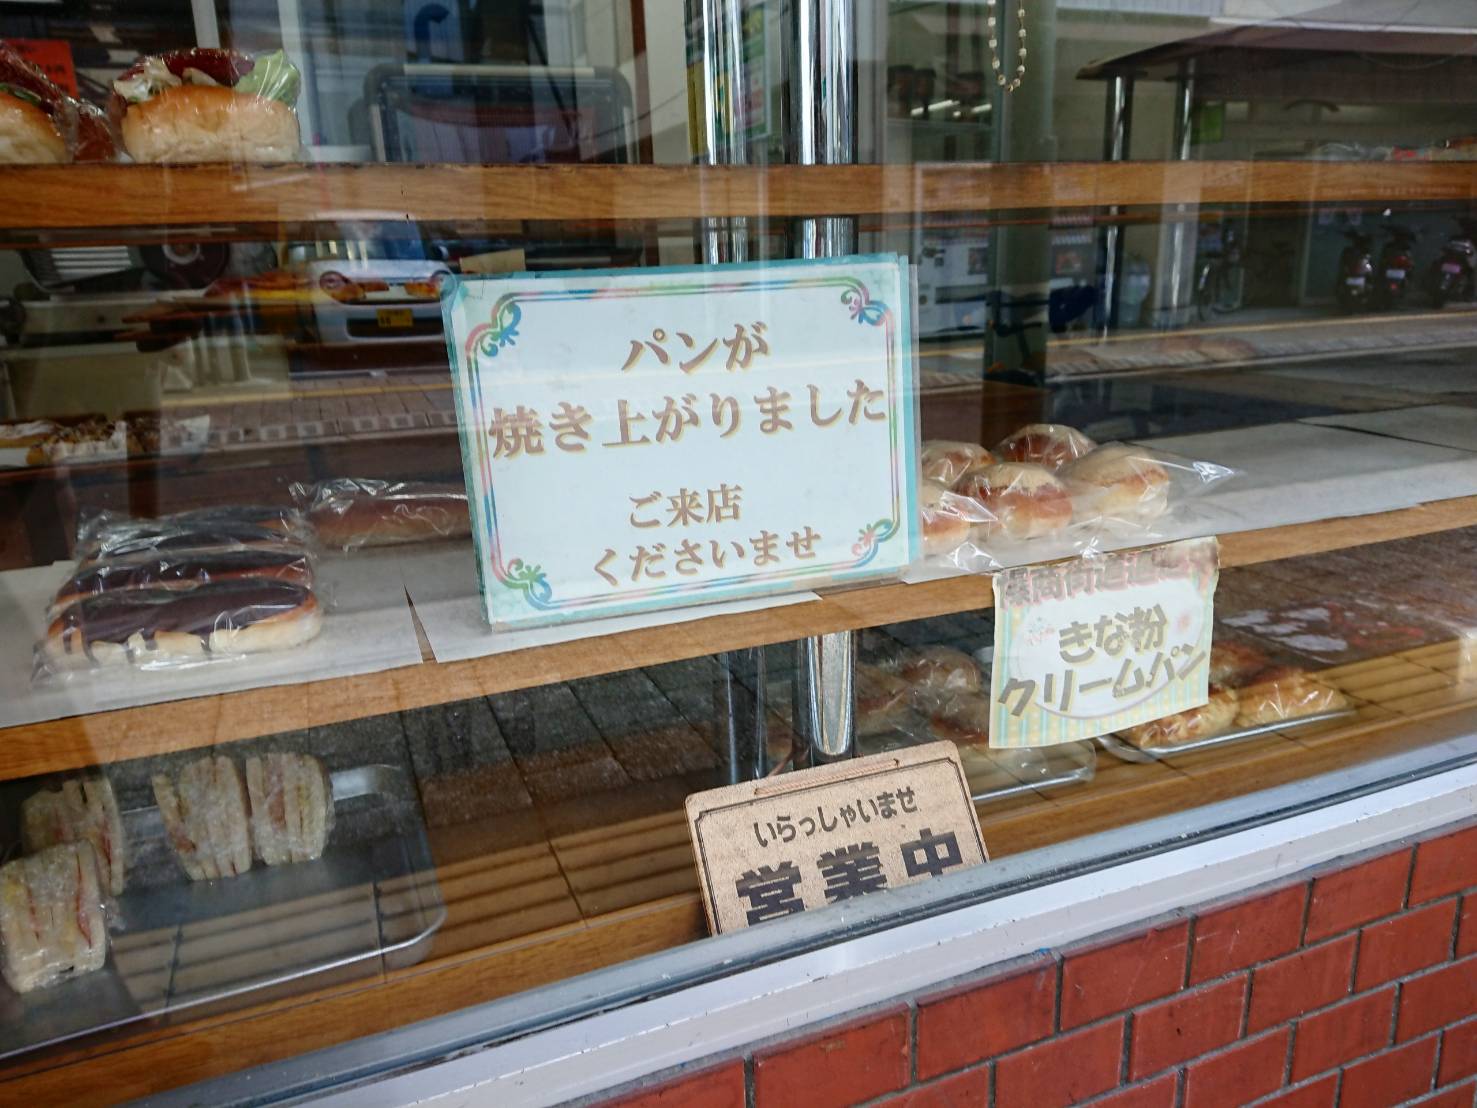 パンが
焼き上がりました
ご来店
くださいませ
きな粉
クリームパン
いらっしゃいませ
営業中